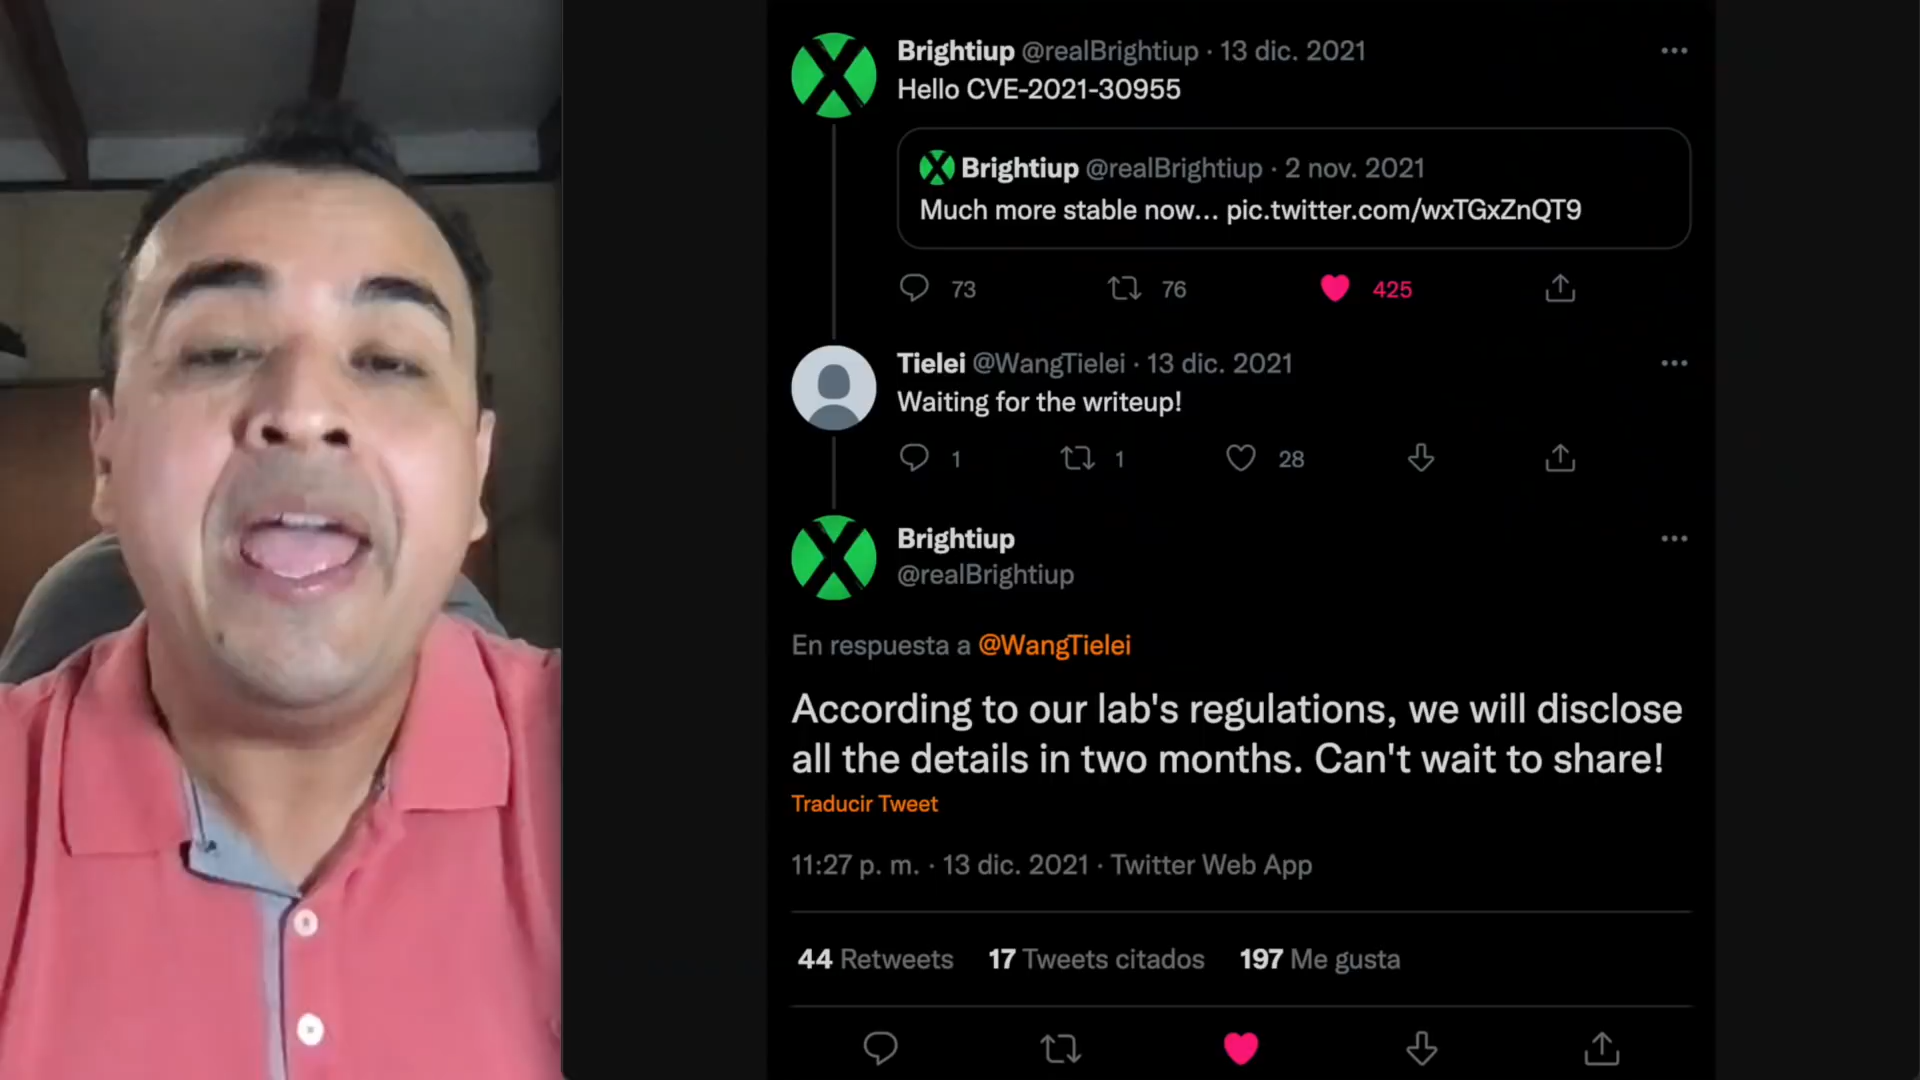 Brightiup @realBrightiup · 13 dic. 2021
Hello CVE-2021-30955
Brightiup @realBrightiup · 2 nov. 2021
Much more stable now... pic.twitter.com/wxTGxZnQT9
73 76 425
Tielei @WangTielei · 13 dic. 2021
Waiting for the writeup!
1 1 28
Brightiup
@realBrightiup
En respuesta a @WangTielei
According to our lab's regulations, we will disclose
all the details in two months. Can't wait to share!
Traducir Tweet
11:27 p. m. · 13 dic. 2021 · Twitter Web App
44 Retweets 17 Tweets citados 197 Me gusta